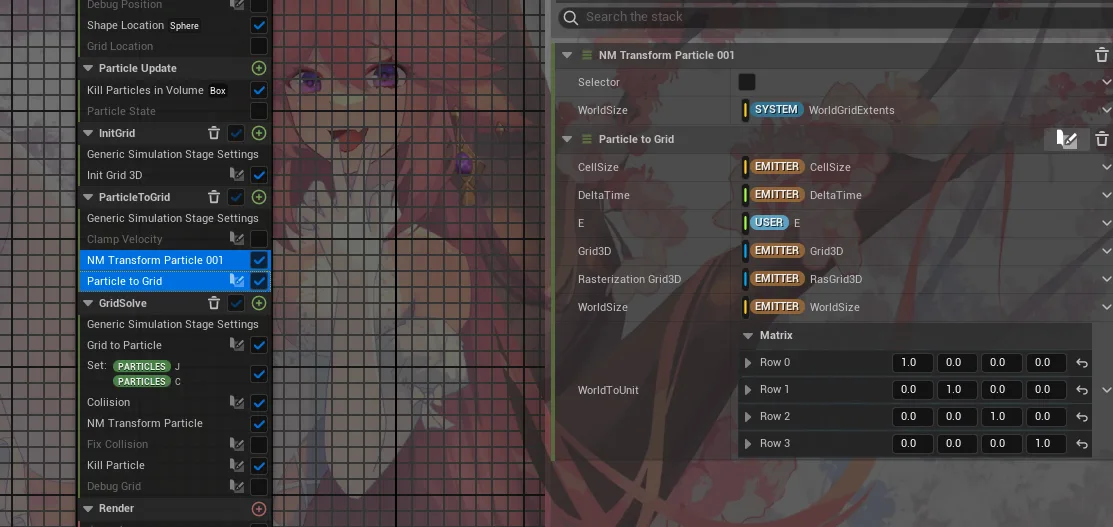 Debug Position
Shape Location Sphere
Grid Location
Particle Update
Kill Particles in Volume Box
Particle State
InitGrid
Generic Simulation Stage Settings
Init Grid 3D
ParticleToGrid
Generic Simulation Stage Settings
Clamp Velocity
NM Transform Particle 001
Particle to Grid
GridSolve
Generic Simulation Stage Settings
Grid to Particle
Set: PARTICLES J
PARTICLES C
Coliision
NM Transform Particle
Fix Collision
Kill Particle
Debug Grid
Render
Search the stack
NM Transform Particle 001
Selector
WorldSize SYSTEM WorldGridExtents
Particle to Grid
CellSize EMITTER CellSize
DeltaTime EMITTER DeltaTime
E USER E
Grid3D EMITTER Grid3D
Rasterization Grid3D EMITTER RasGrid3D
WorldSize EMITTER WorldSize
Matrix
Row 0 1.0 0.0 0.0 0.0
WorldToUnit
Row 1 0.0 1.0 0.0 0.0
Row 2 0.0 0.0 1.0 0.0
Row 3 0.0 0.0 0.0 1.0